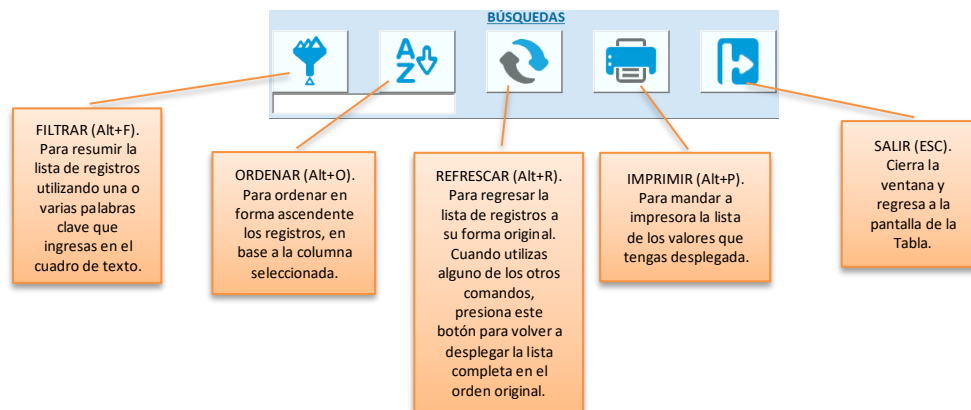 BÚSQUEDAS
A
Z
FILTRAR (Alt+F).
Para resumir la
lista de registros
utilizando una o
varias palabras
clave que
ingresas en el
cuadro de texto.
ORDENAR (Alt+O).
Para ordenar en
forma ascendente
los registros, en
base a la columna
seleccionada.
REFRESCAR (Alt+R).
Para regresar la
lista de registros a
su forma original.
Cuando utilizas
alguno de los otros
comandos,
presiona este
botón para volver a
desplegar la lista
completa en el
orden original.
IMPRIMIR (Alt+P).
Para mandar a
impresora la lista
de los valores que
tengas desplegada.
SALIR (ESC).
Cierra la
ventana y
regresa a la
pantalla de la
Tabla.